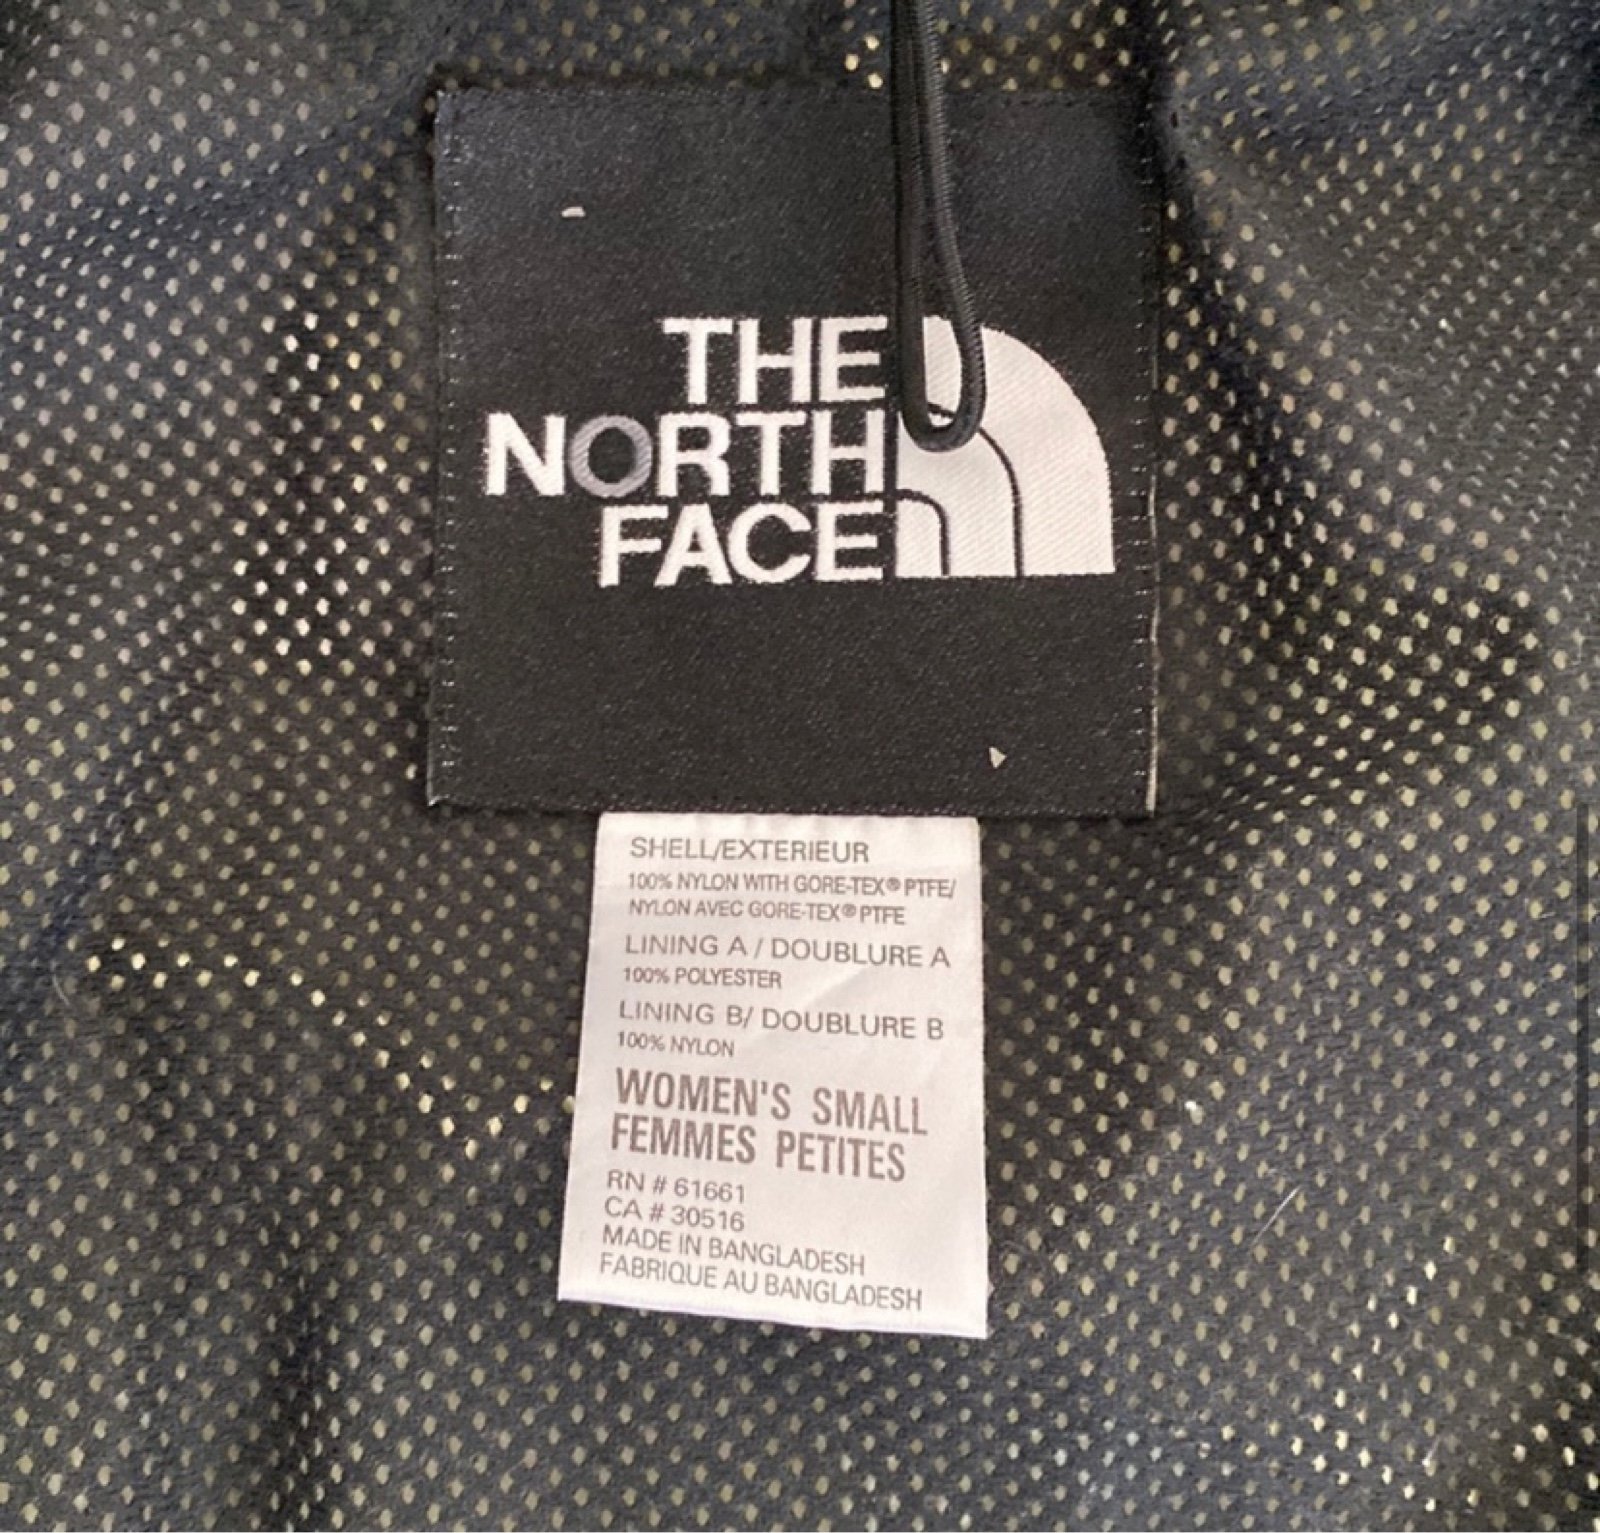 THE
NORTH
FACE
SHELL/EXTERIEUR
100% NYLON WITH GORE-TEX® PTFE/
NYLON AVEC GORE-TEX® PTFE
LINING A / DOUBLURE A
100% POLYESTER
LINING B/ DOUBLURE B
100% NYLON
WOMEN'S SMALL
FEMMES PETITES
RN # 61661
CA # 30516
MADE IN BANGLADESH
FABRIQUE AU BANGLADESH